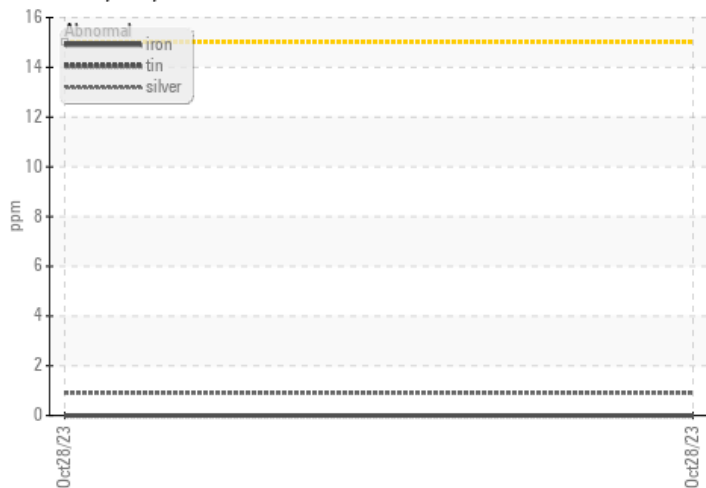 16
Abnormal
iron
tin
silver
14
12
10
8
6
4
2
0
ppm
Oct28/23
Oct28/23